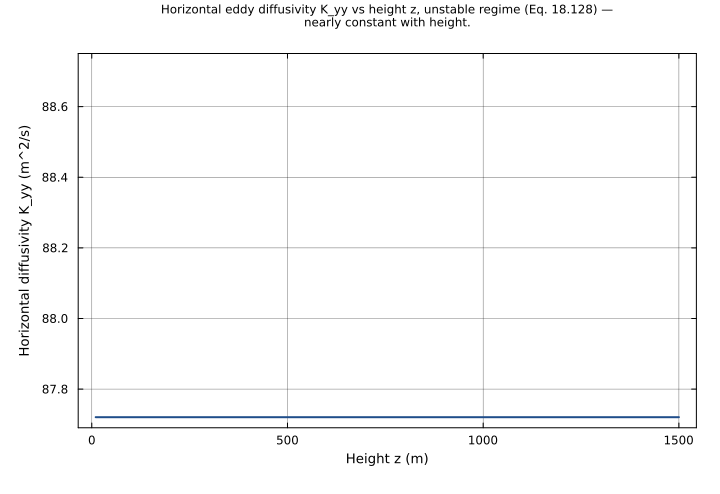 Horizontal eddy diffusivity K_yy vs height z, unstable regime (Eq. 18.128) —
nearly constant with height.
Horizontal diffusivity K_yy (m^2/s)
88.6
88.4
88.2
88.0
87.8
0 500 1000 1500
Height z (m)